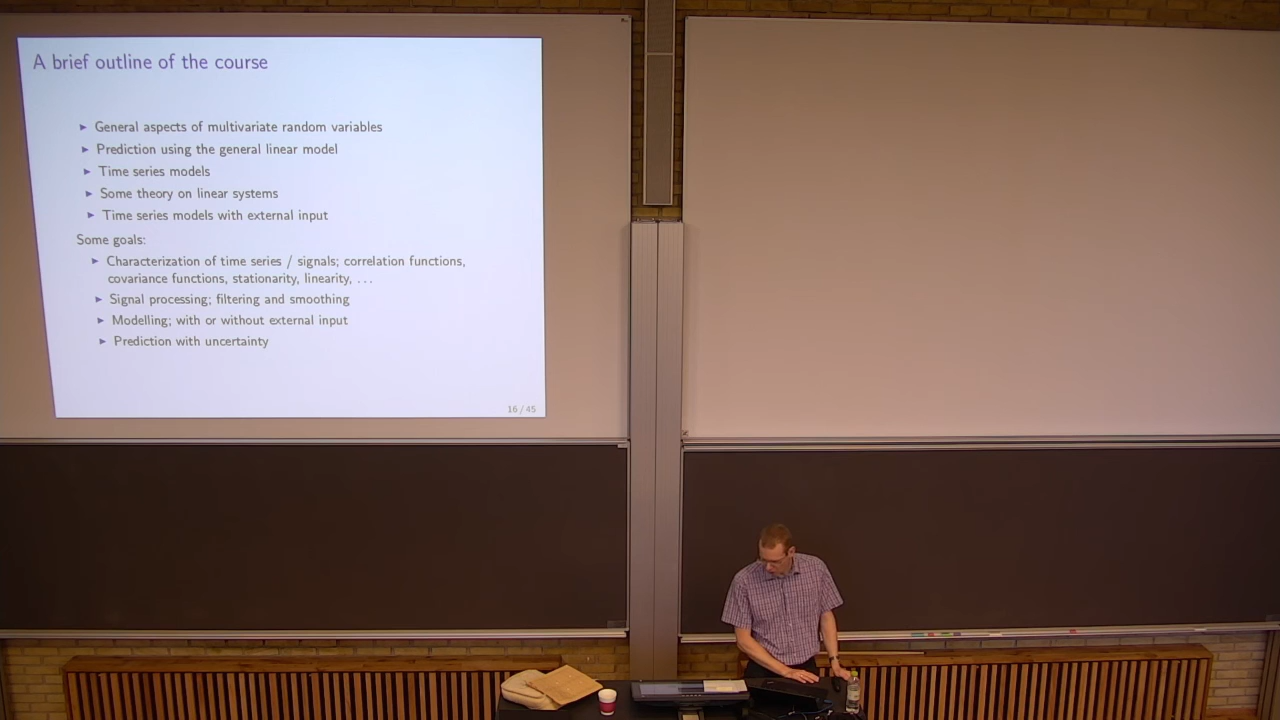 A brief outline of the course
▶ General aspects of multivariate random variables
▶ Prediction using the general linear model
▶ Time series models
▶ Some theory on linear systems
▶ Time series models with external input
Some goals:
▶ Characterization of time series / signals; correlation functions,
covariance functions, stationarity, linearity, ...
▶ Signal processing; filtering and smoothing
▶ Modelling; with or without external input
▶ Prediction with uncertainty
16 / 45